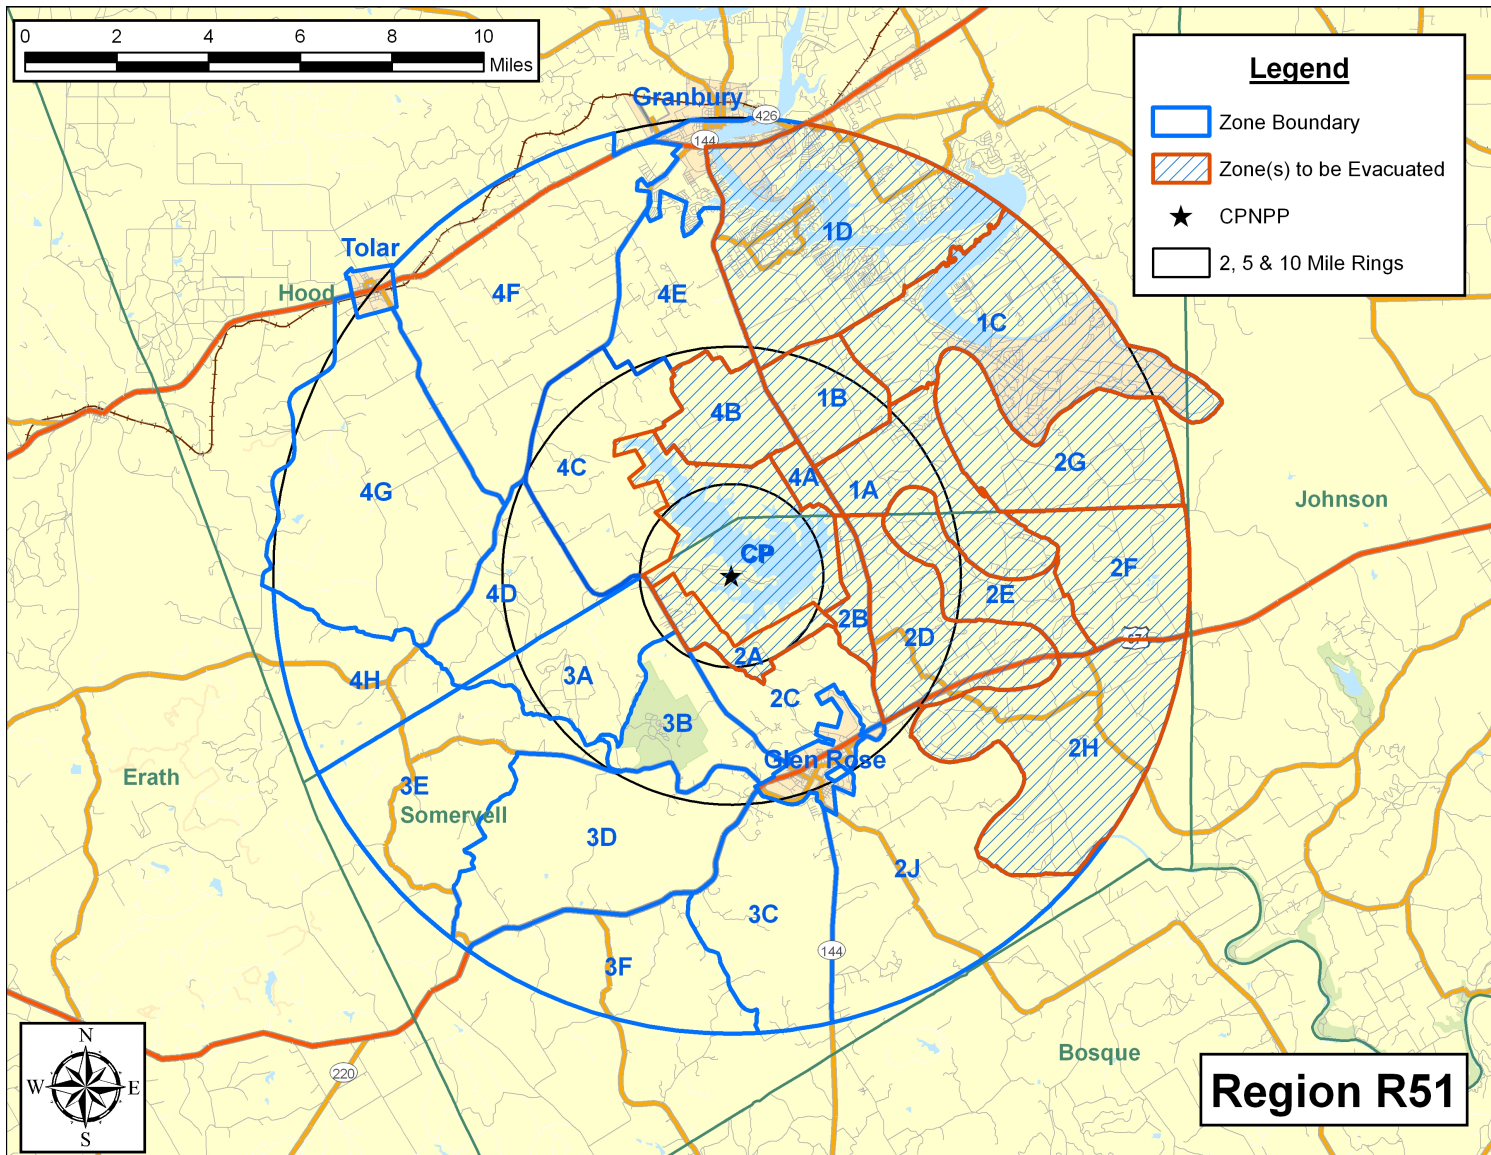 0 2 4 6 8 10
Miles
Legend
Zone Boundary
Zone(s) to be Evacuated
CPNPP
2, 5 & 10 Mile Rings
Granbury
426
144
1D
Tolar
Hood
4F
4E
1C
4B
1B
4C
4A
1A
2G
4G
Johnson
CP
4D
2B
2E
2F
2D
67
2A
3A
4H
2C
3B
2H
Glen Rose
Erath
3E
Somervell
3D
2J
3C
144
3F
Bosque
220
N
W
E
S
Region R51